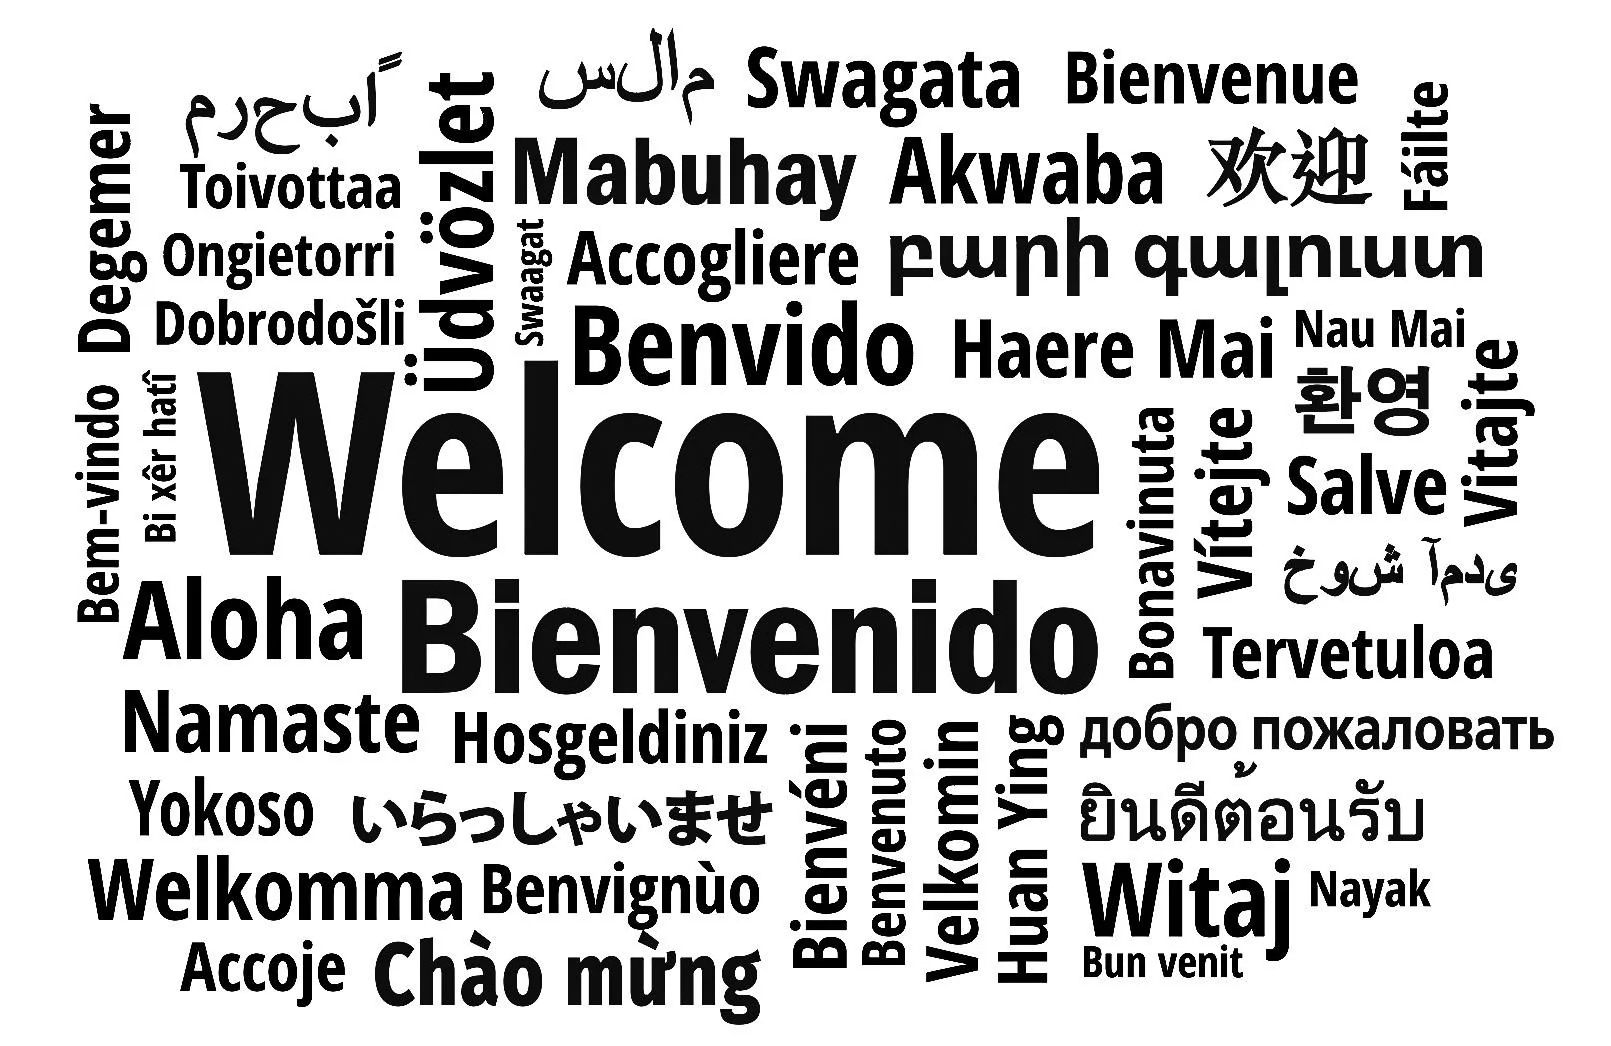 مرحباً
سلام
Swagata
Bienvenue
Fáilte
Degemer
Toivottaa
Üdvözlet
Mabuhay
Akwaba
欢迎
Ongietorri
Swaagat
Accogliere
բարի գալուստ
Dobrodošli
Benvido
Haere Mai
Nau Mai
Bem-vindo
Bi xêr hatî
Welcome
Bonavinuta
Vítejte
환영
Vitajte
Salve
خوش آمدی
Aloha
Bienvenido
Tervetuloa
Namaste
Hosgeldiniz
Bienvéni
Benvenuto
Velkomin
Huan Ying
добро пожаловать
Yokoso
いらっしゃいませ
ยินดีต้อนรับ
Welkomma
Benvignùo
Witaj
Nayak
Accoje
Chào mừng
Bun venit